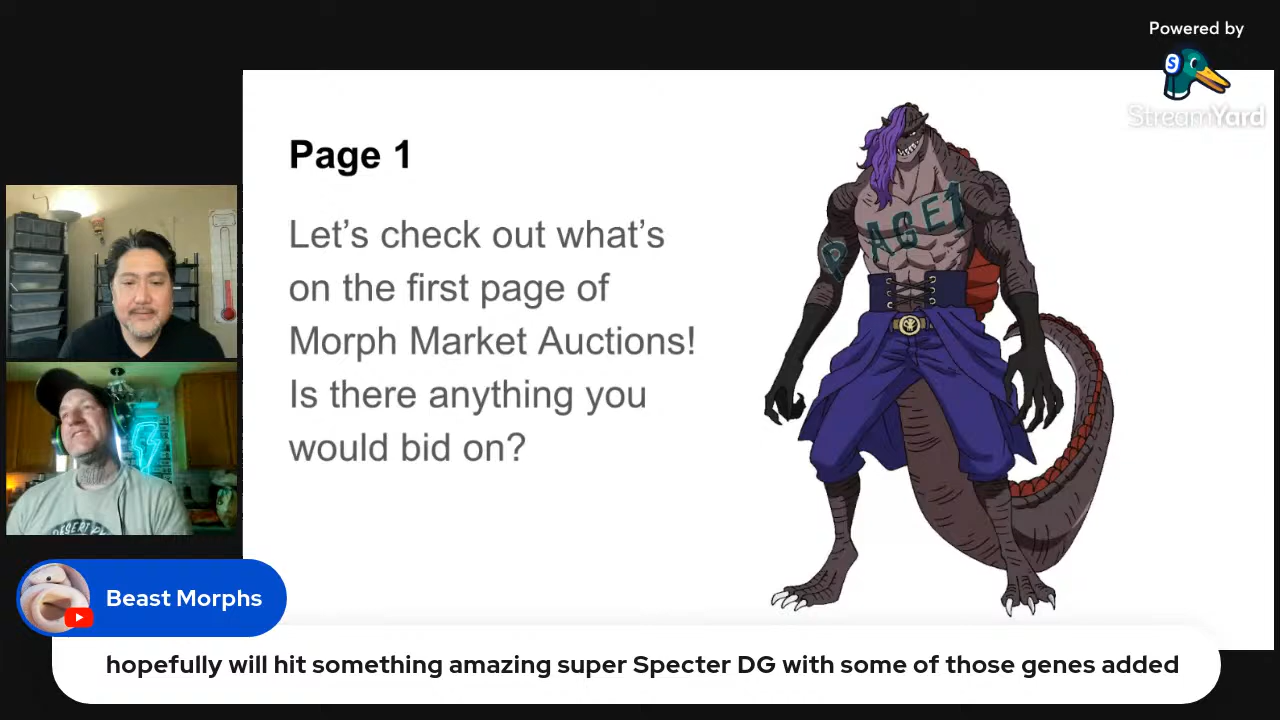 Powered by
StreamYard
Page 1
Let's check out what's
on the first page of
Morph Market Auctions!
Is there anything you
would bid on?
PAGE1
DESERT
Beast Morphs
hopefully will hit something amazing super Specter DG with some of those genes added